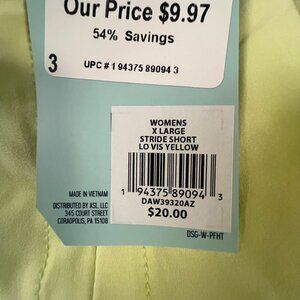 Our Price $9.97
54% Savings
3
UPC # 1 94375 89094 3
WOMENS
X LARGE
STRIDE SHORT
LO VIS YELLOW
1 94375 89094 3
DAW39320AZ
$20.00
MADE IN VIETNAM
DISTRIBUTED BY ASI, LLC
345 COURT STREET
CORAOPOLIS, PA 15108
DSG-W-PFHT